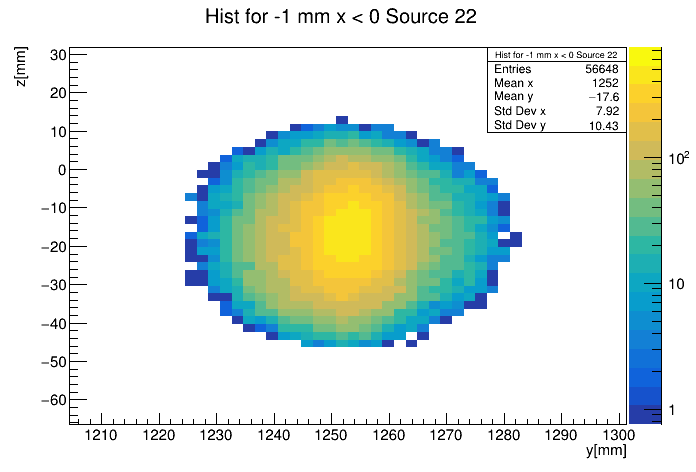 Hist for -1 mm x < 0 Source 22
z[mm]
30
20
10
0
−10
−20
−30
−40
−50
−60
1210 1220 1230 1240 1250 1260 1270 1280 1290 1300
y[mm]
Hist for -1 mm x < 0 Source 22
Entries 56648
Mean x 1252
Mean y −17.6
Std Dev x 7.92
Std Dev y 10.43
10²
10
1